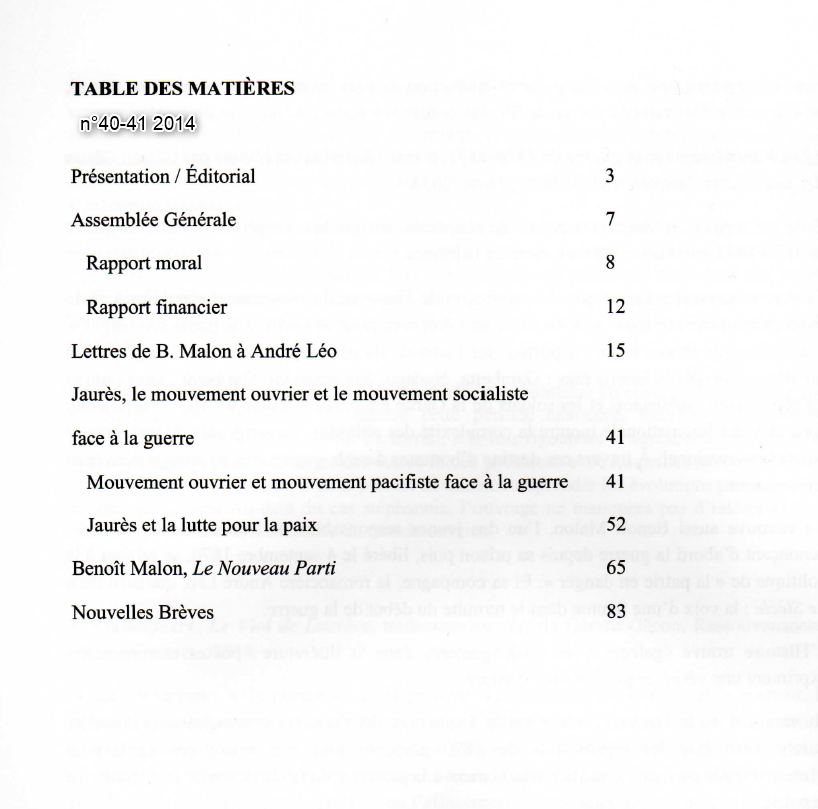 TABLE DES MATIÈRES
n°40-41 2014
Présentation / Éditorial 3
Assemblée Générale 7
Rapport moral 8
Rapport financier 12
Lettres de B. Malon à André Léo 15
Jaurès, le mouvement ouvrier et le mouvement socialiste
face à la guerre 41
Mouvement ouvrier et mouvement pacifiste face à la guerre 41
Jaurès et la lutte pour la paix 52
Benoît Malon, Le Nouveau Parti 65
Nouvelles Brèves 83